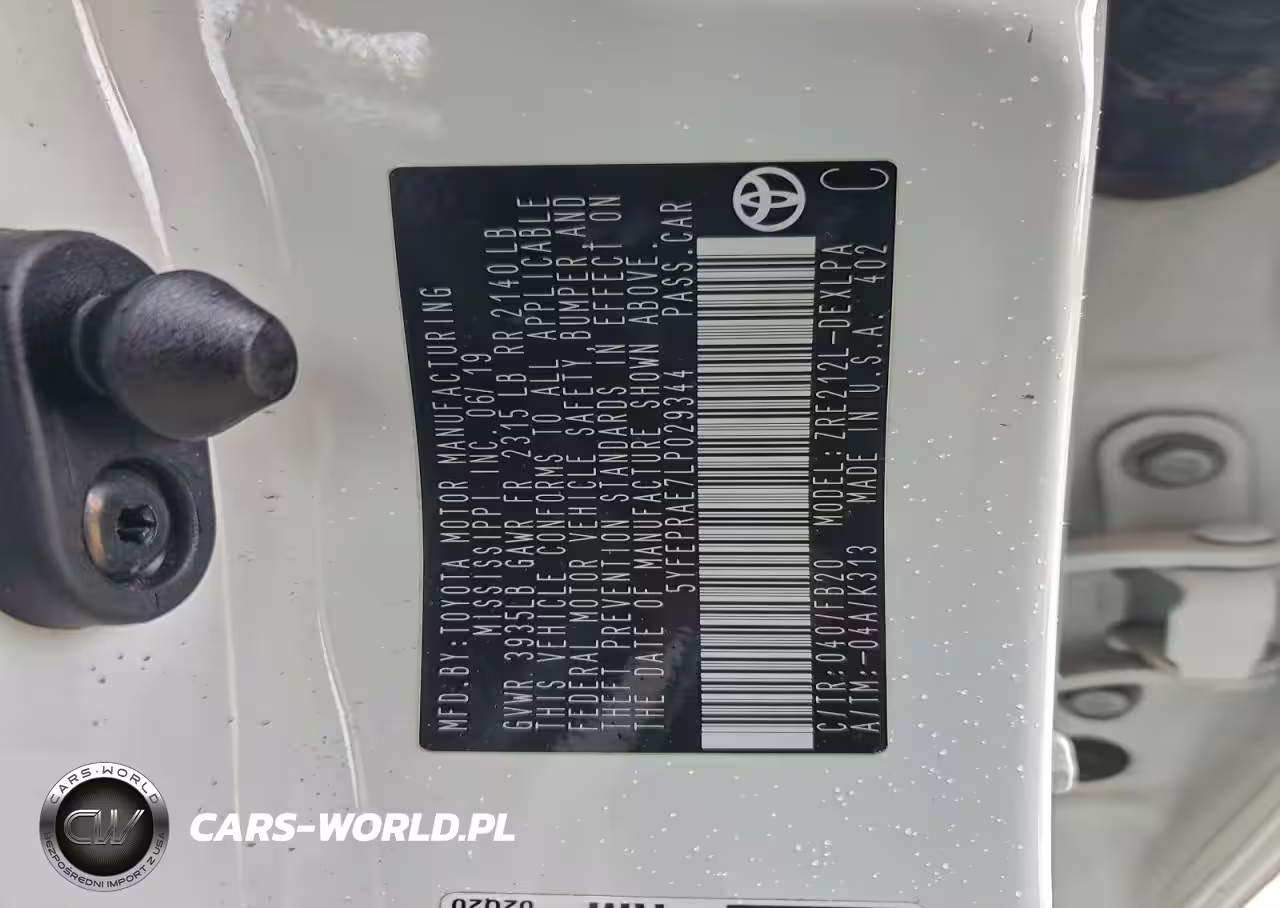 MFD.BY:TOYOTA MOTOR MANUFACTURING
MISSISSIPPI INC. 06/19
GVWR 3935LB GAWR FR 2315 LB RR 2140LB
THIS VEHICLE CONFORMS TO ALL APPLICABLE
FEDERAL MOTOR VEHICLE SAFETY,BUMPER,AND
THEFT PREVENTION STANDARDS IN EFFECT ON
THE DATE OF MANUFACTURE SHOWN ABOVE.
5YFEPRAE7LP029344 PASS.CAR
C/TR:040/FB20 MODEL:ZRE212L-DEXLPA
A/TM:-04A/K313 MADE IN U.S.A. 402
C
CARS-WORLD
CW
BEZPOŚREDNI IMPORT Z USA
CARS-WORLD.PL